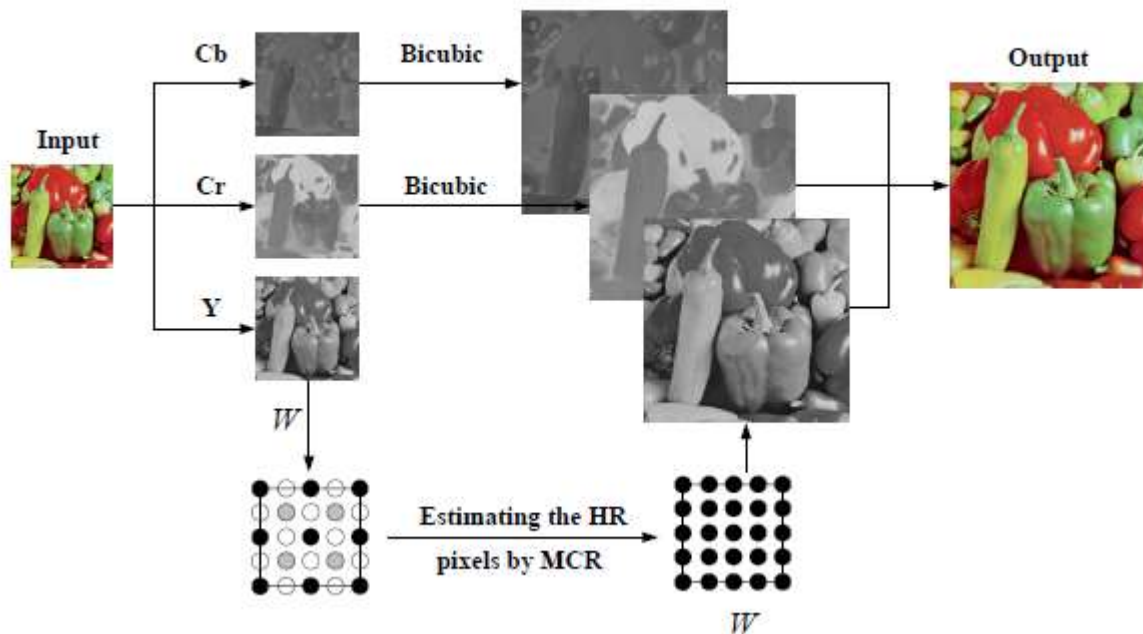 Cb
Bicubic
Output
Input
Cr
Bicubic
Y
W
Estimating the HR
pixels by MCR
W